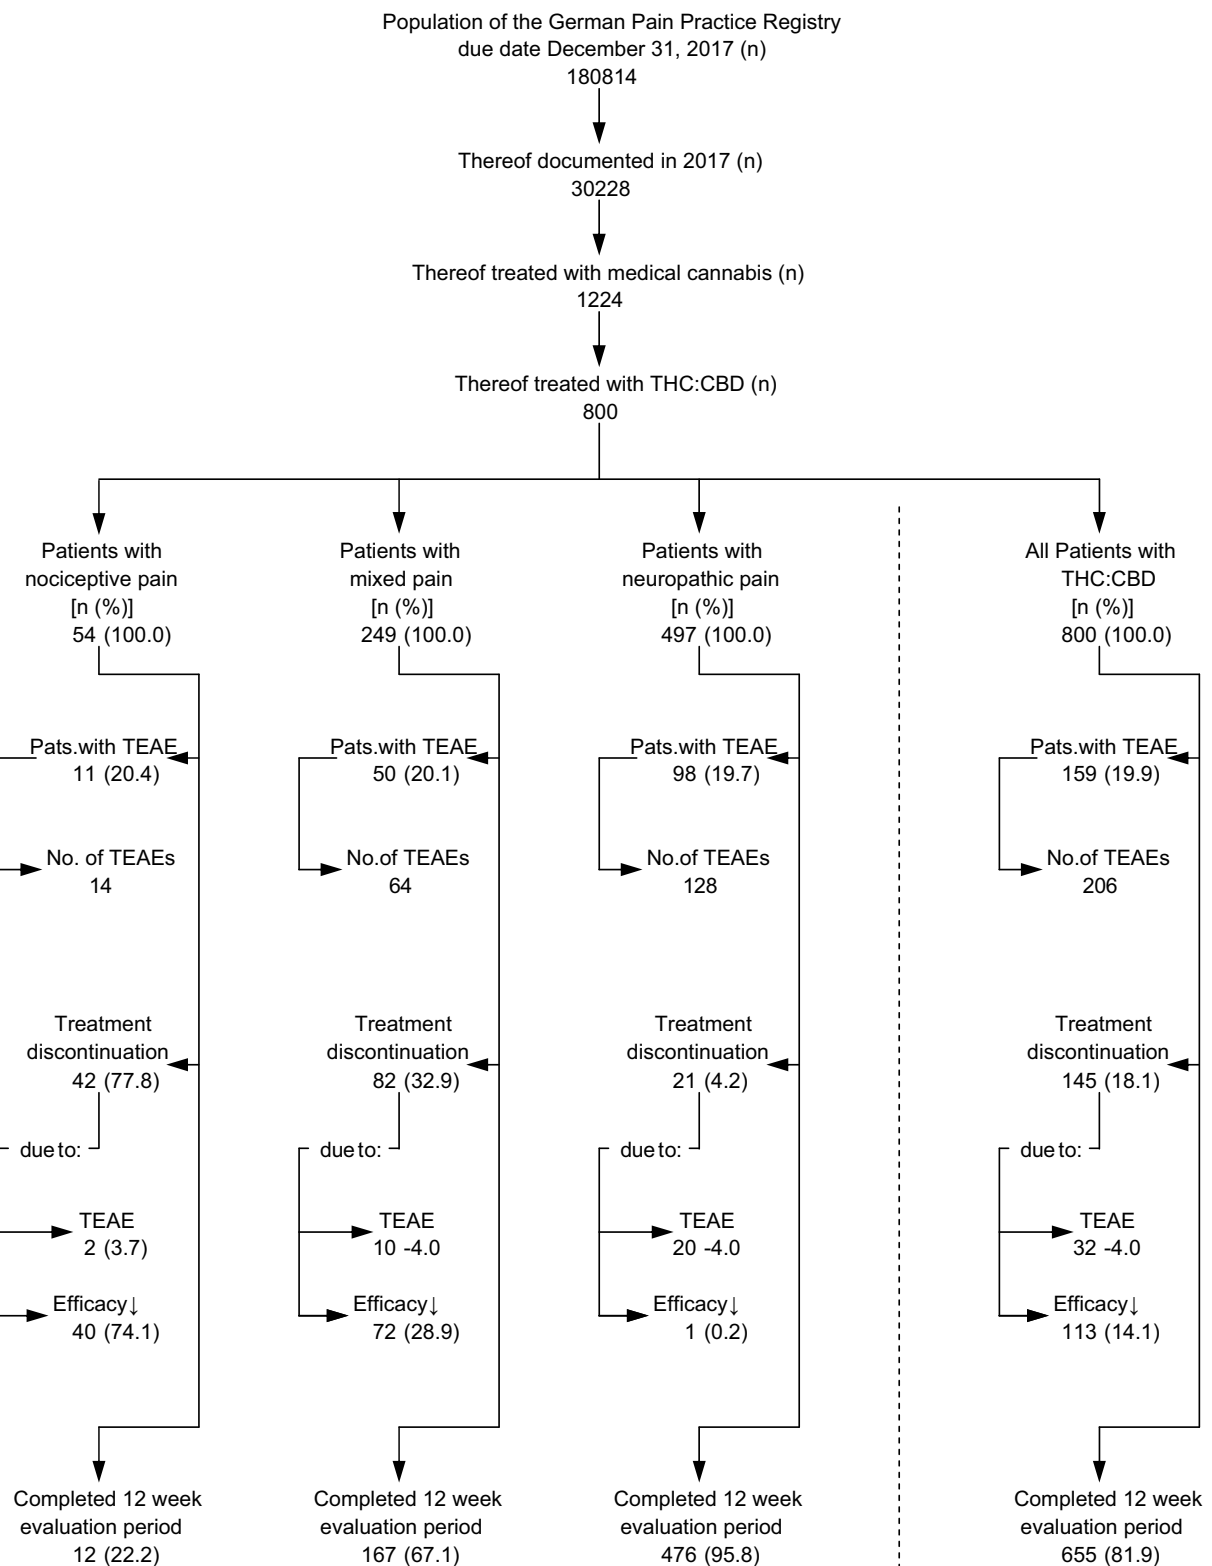 Population of the German Pain Practice Registry
due date December 31, 2017 (n)
180814
Thereof documented in 2017 (n)
30228
Thereof treated with medical cannabis (n)
1224
Thereof treated with THC:CBD (n)
800
Patients with
nociceptive pain
[n (%)]
54 (100.0)
Pats.with TEAE
11 (20.4)
No. of TEAEs
14
Treatment
discontinuation
42 (77.8)
due to:
TEAE
2 (3.7)
Efficacy↓
40 (74.1)
Completed 12 week
evaluation period
12 (22.2)
Patients with
mixed pain
[n (%)]
249 (100.0)
Pats.with TEAE
50 (20.1)
No.of TEAEs
64
Treatment
discontinuation
82 (32.9)
due to:
TEAE
10 -4.0
Efficacy↓
72 (28.9)
Completed 12 week
evaluation period
167 (67.1)
Patients with
neuropathic pain
[n (%)]
497 (100.0)
Pats.with TEAE
98 (19.7)
No.of TEAEs
128
Treatment
discontinuation
21 (4.2)
due to:
TEAE
20 -4.0
Efficacy↓
1 (0.2)
Completed 12 week
evaluation period
476 (95.8)
All Patients with
THC:CBD
[n (%)]
800 (100.0)
Pats.with TEAE
159 (19.9)
No.of TEAEs
206
Treatment
discontinuation
145 (18.1)
due to:
TEAE
32 -4.0
Efficacy↓
113 (14.1)
Completed 12 week
evaluation period
655 (81.9)